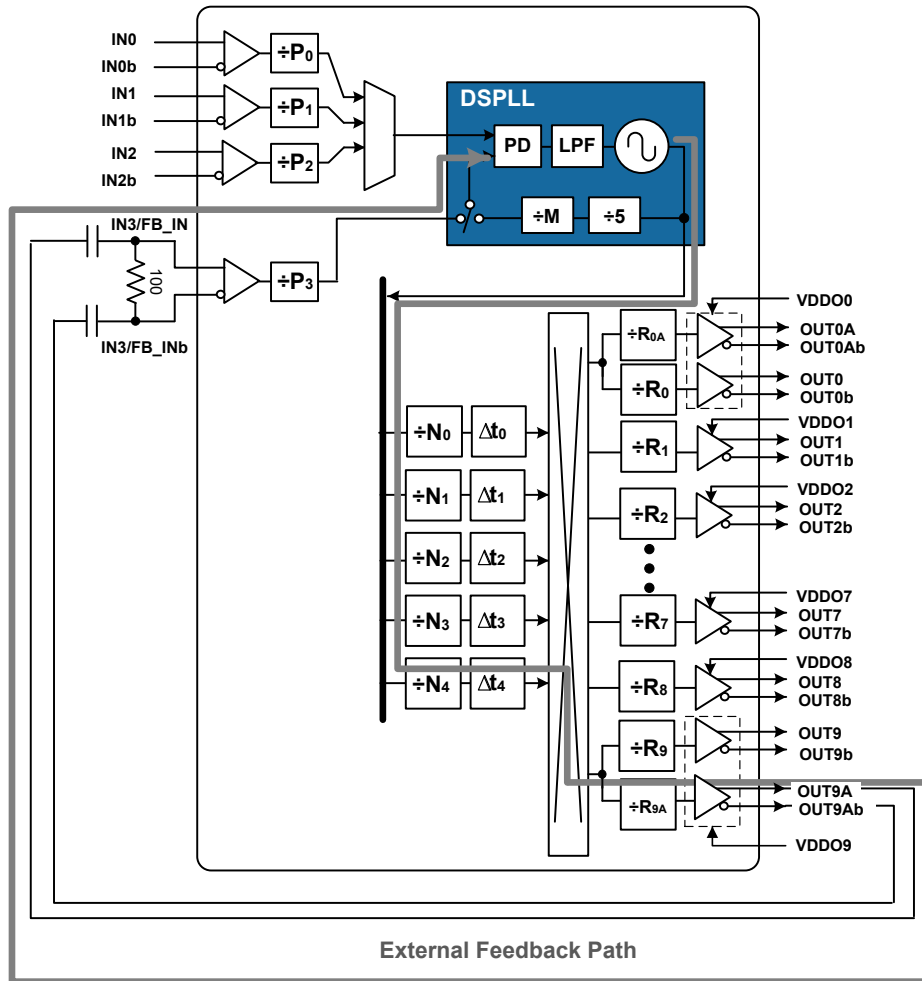 IN0
IN0b
IN1
IN1b
IN2
IN2b
÷P0
÷P1
÷P2
DSPLL
PD
LPF
÷M
÷5
IN3/FB_IN
100
IN3/FB_INb
÷P3
÷N0
Δt0
÷N1
Δt1
÷N2
Δt2
÷N3
Δt3
÷N4
Δt4
÷R0A
÷R0
÷R1
÷R2
÷R7
÷R8
÷R9
÷R9A
VDDO0
OUT0A
OUT0Ab
OUT0
OUT0b
VDDO1
OUT1
OUT1b
VDDO2
OUT2
OUT2b
VDDO7
OUT7
OUT7b
VDDO8
OUT8
OUT8b
OUT9
OUT9b
OUT9A
OUT9Ab
VDDO9
External Feedback Path